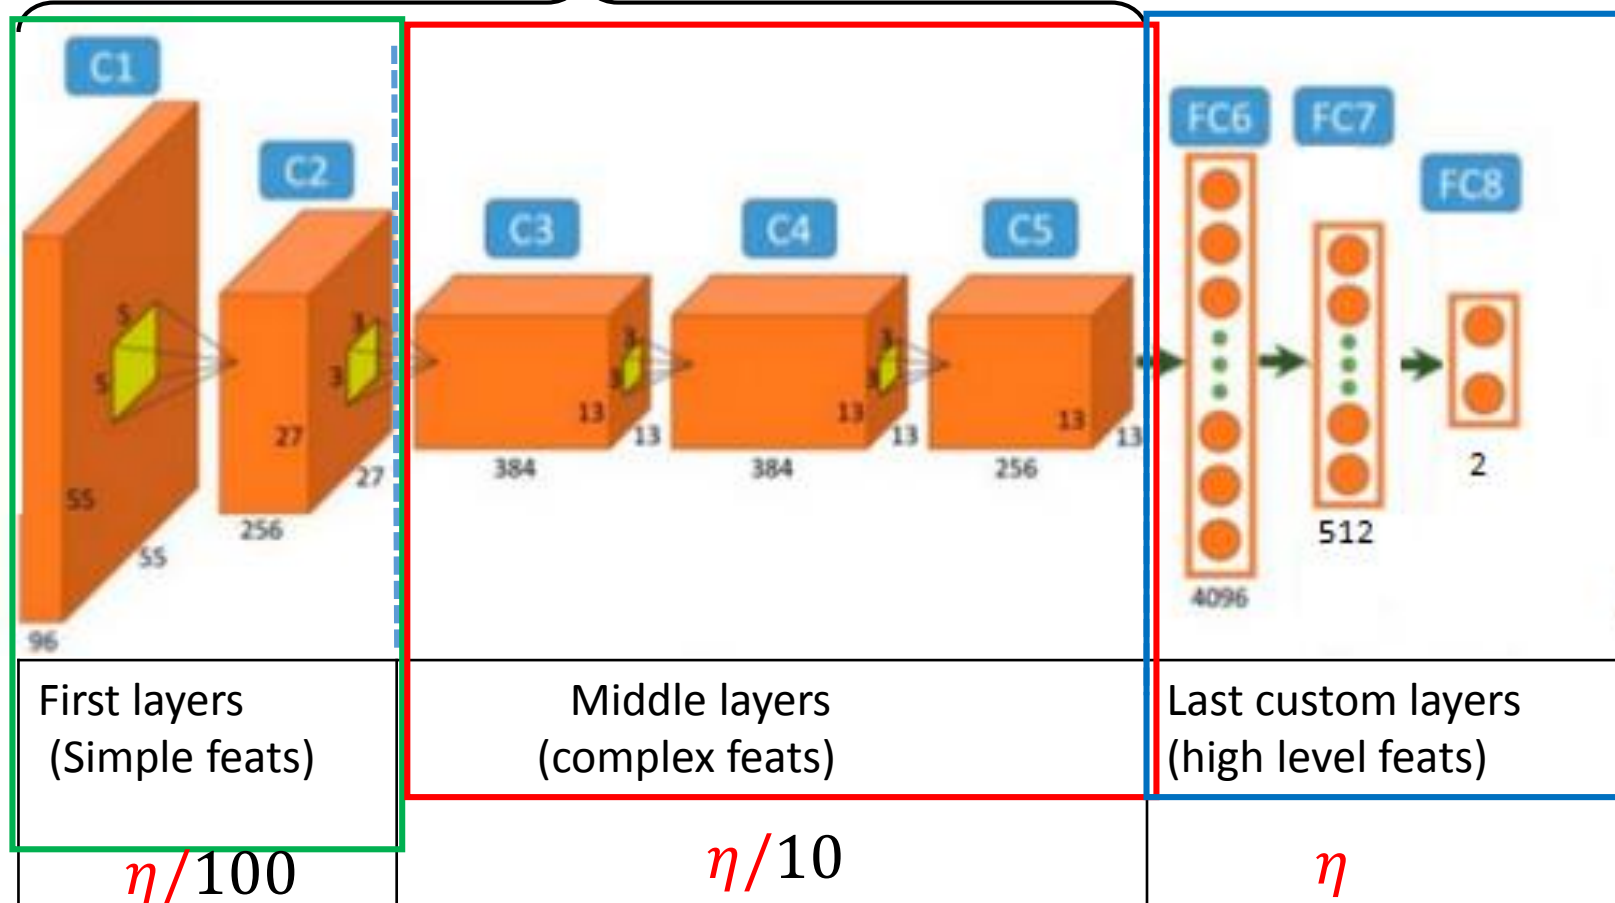 C1
5
5
55
55
96
C2
3
3
27
27
256
C3
3
3
13
13
384
C4
3
3
13
13
384
C5
13
13
256
FC6
4096
FC7
512
FC8
2
First layers
(Simple feats)
Middle layers
(complex feats)
Last custom layers
(high level feats)
η/100
η/10
η